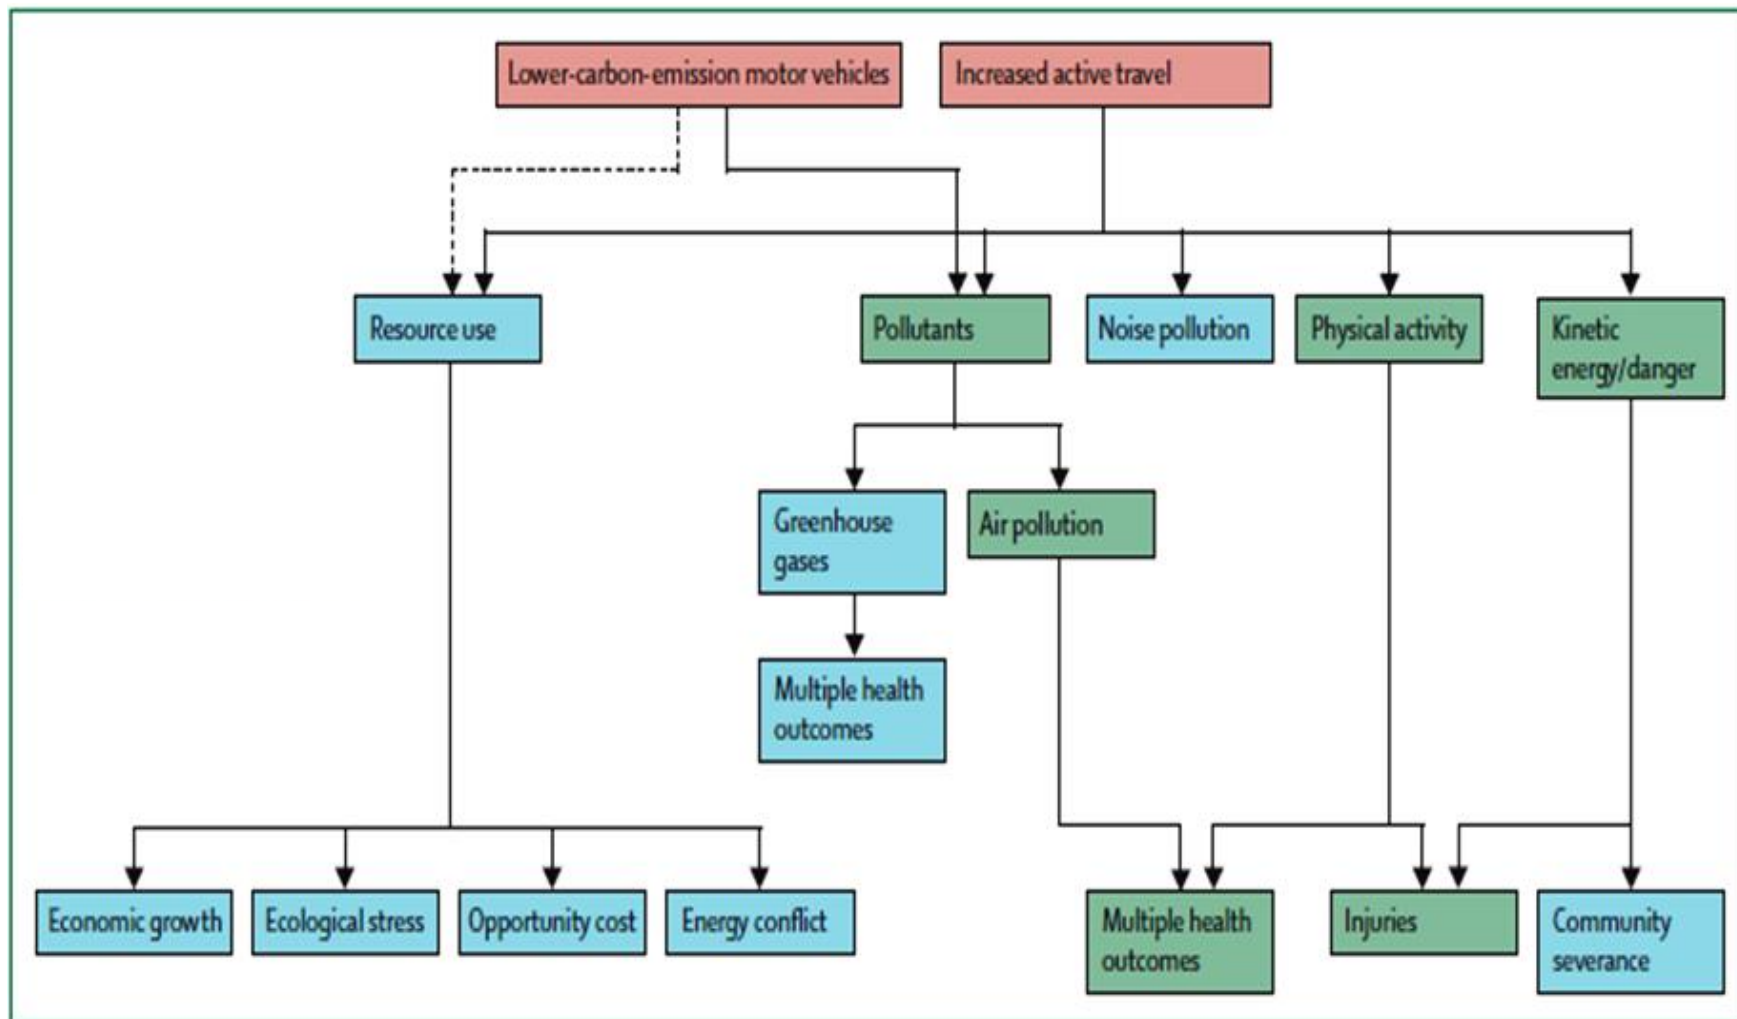 Lower-carbon-emission motor vehicles
Increased active travel
Resource use
Pollutants
Noise pollution
Physical activity
Kinetic
energy/danger
Greenhouse
gases
Air pollution
Multiple health
outcomes
Economic growth
Ecological stress
Opportunity cost
Energy conflict
Multiple health
outcomes
Injuries
Community
severance